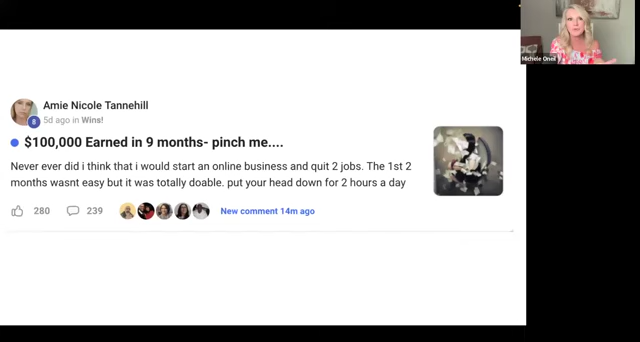 Amie Nicole Tannehill
8
5d ago in Wins!
$100,000 Earned in 9 months- pinch me....
Never ever did i think that i would start an online business and quit 2 jobs. The 1st 2
months wasnt easy but it was totally doable. put your head down for 2 hours a day
280
239
New comment 14m ago
Michele Oneil